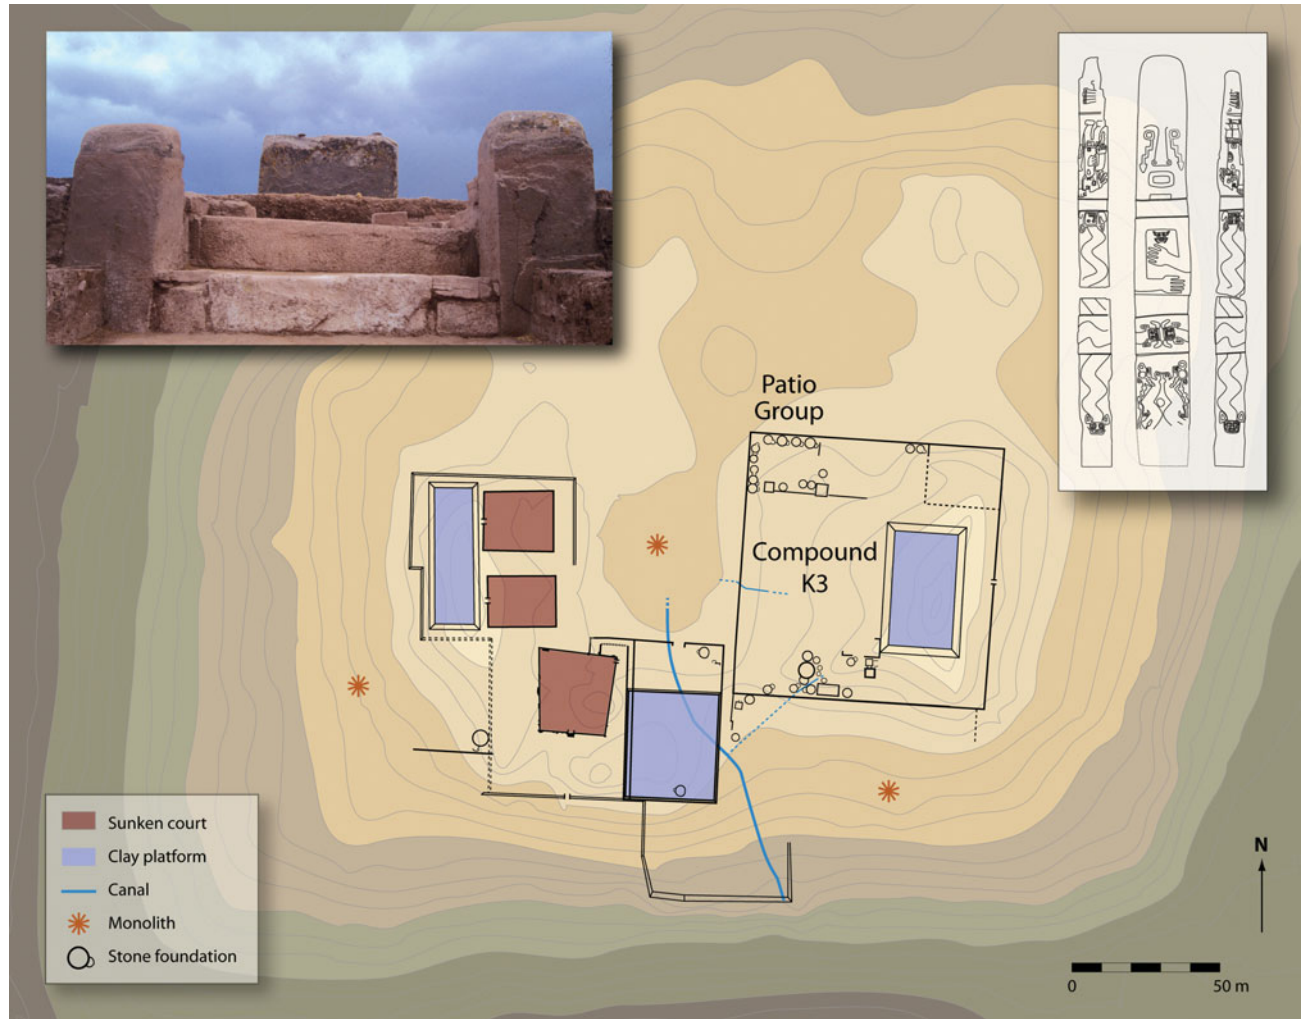 Patio
Group
Compound
K3
Sunken court
Clay platform
Canal
Monolith
Stone foundation
N
0 50 m